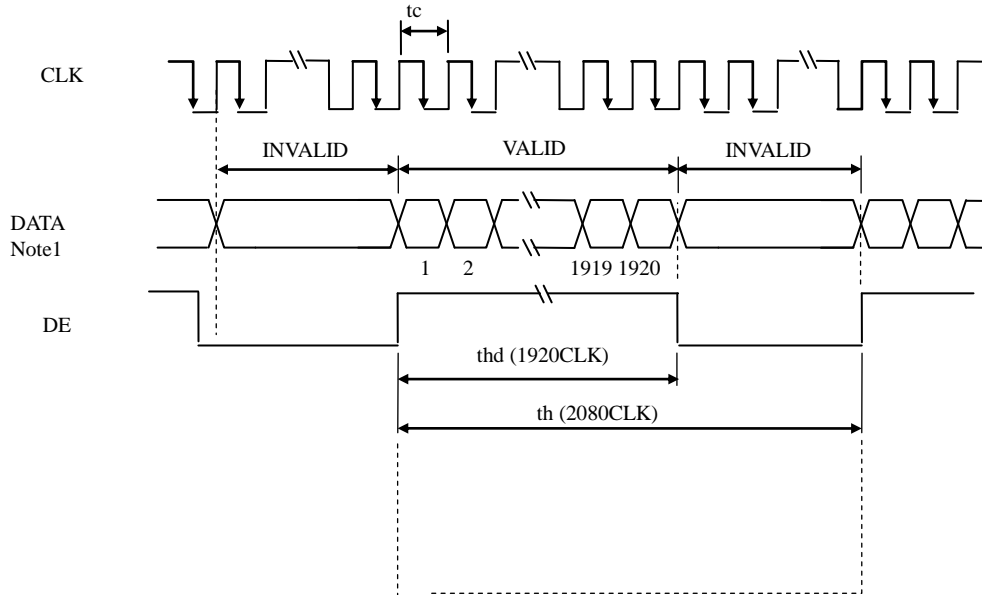 tc
CLK
INVALID VALID INVALID
DATA
Note1
1 2 1919 1920
DE
thd (1920CLK)
th (2080CLK)